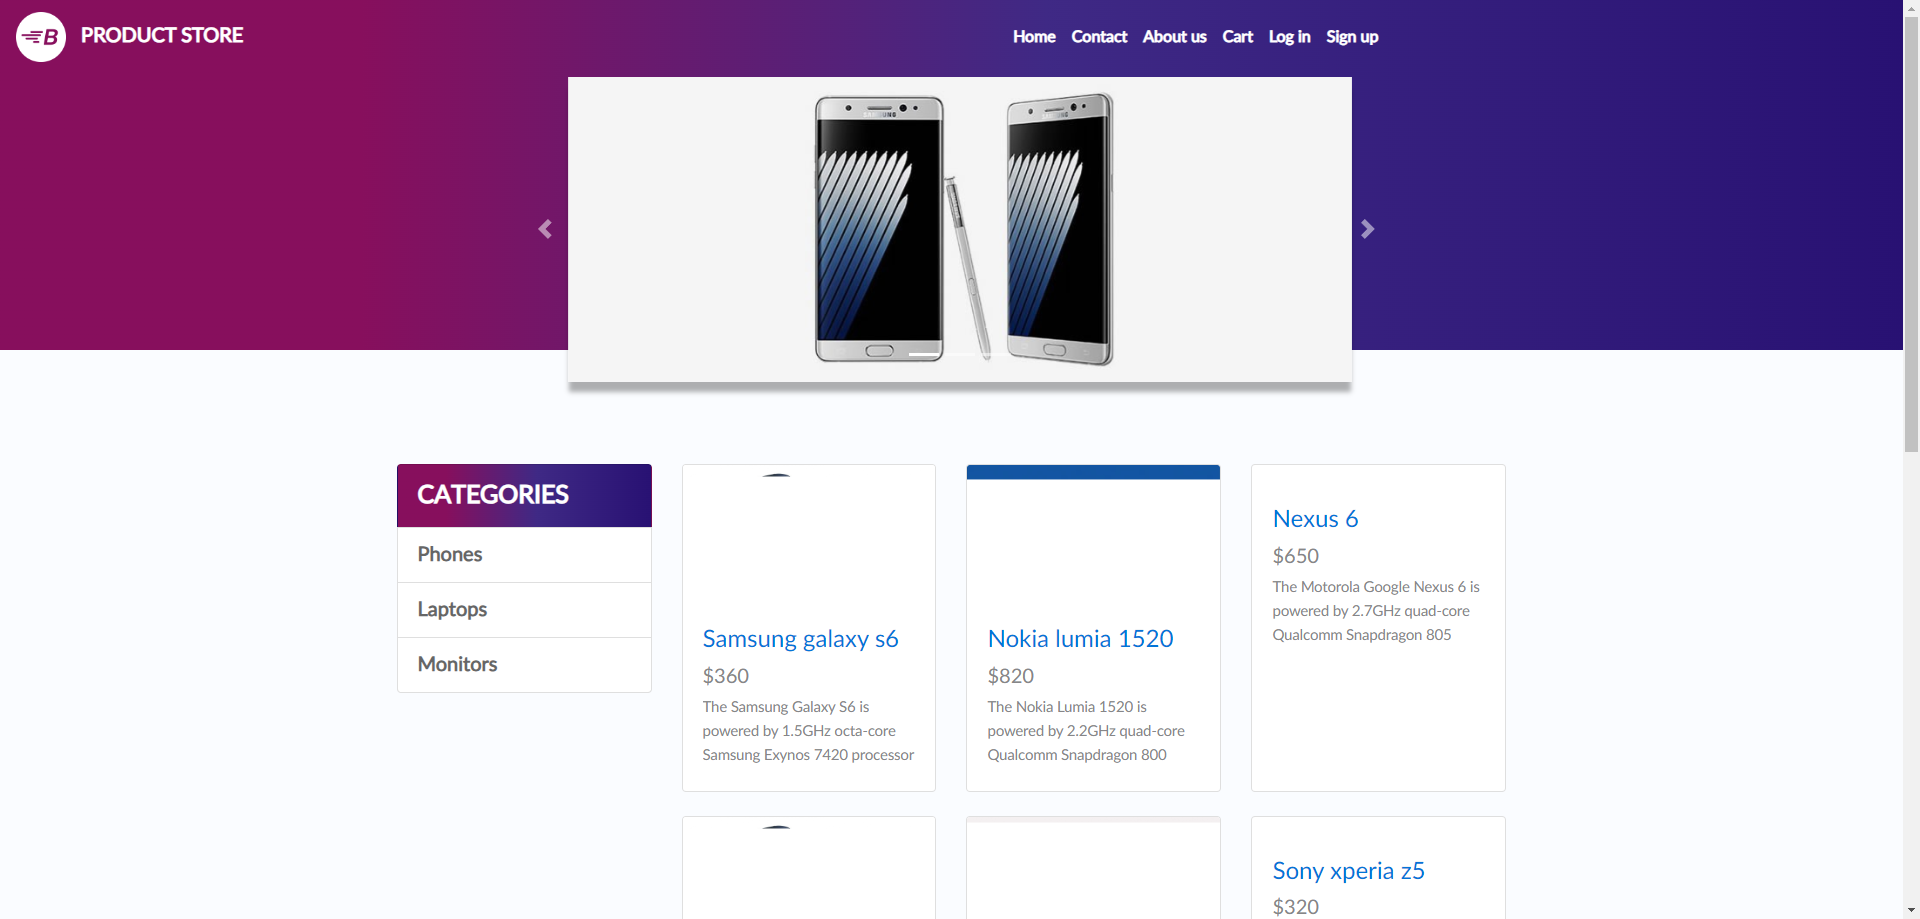 B
PRODUCT STORE
Home
Contact
About us
Cart
Log in
Sign up
SAMSUNG
CATEGORIES
Phones
Laptops
Monitors
Samsung galaxy s6
$360
The Samsung Galaxy S6 is
powered by 1.5GHz octa-core
Samsung Exynos 7420 processor
Nokia lumia 1520
$820
The Nokia Lumia 1520 is
powered by 2.2GHz quad-core
Qualcomm Snapdragon 800
Nexus 6
$650
The Motorola Google Nexus 6 is
powered by 2.7GHz quad-core
Qualcomm Snapdragon 805
Sony xperia z5
$320